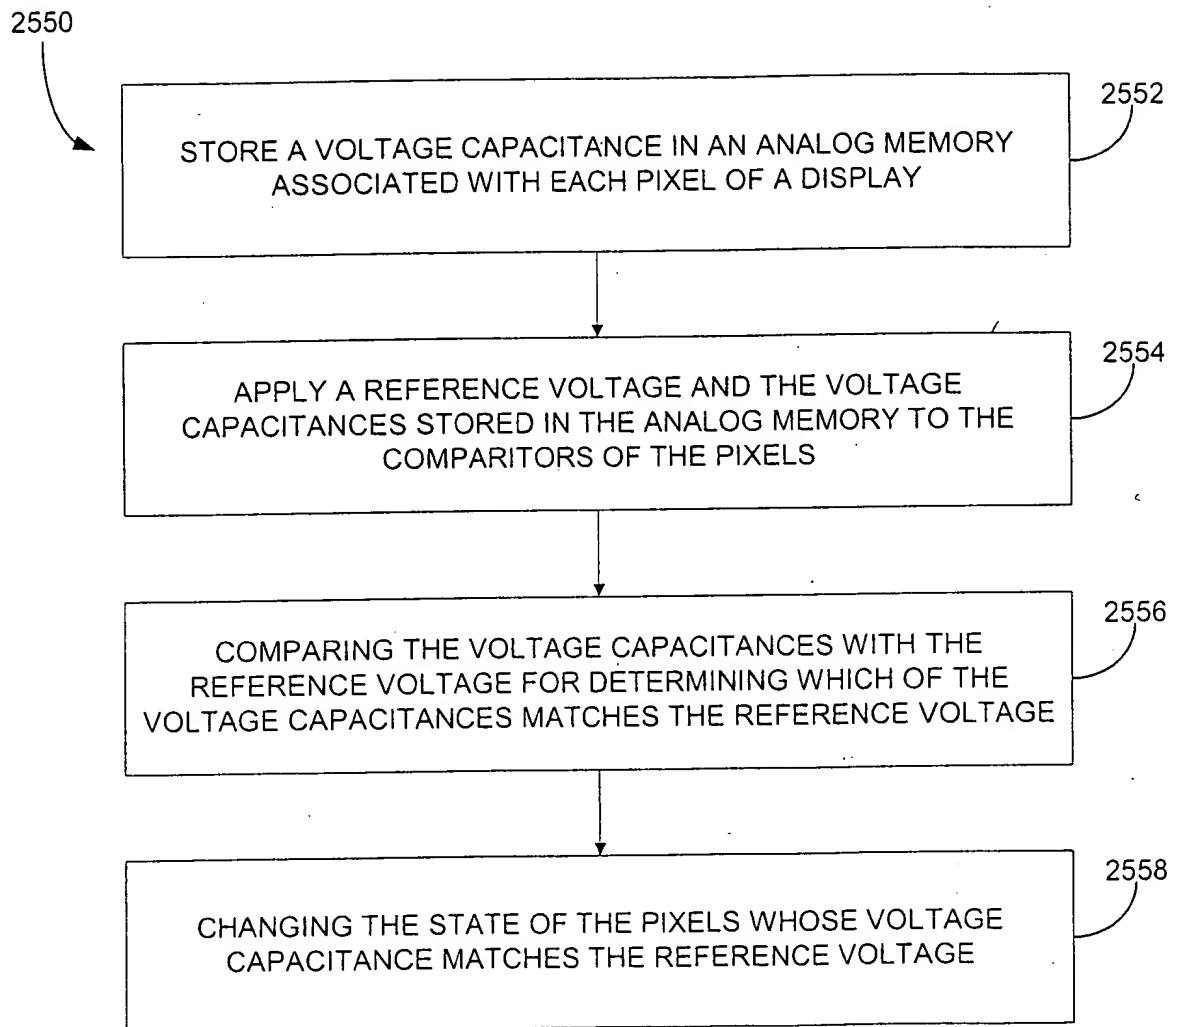 2550
2552
STORE A VOLTAGE CAPACITANCE IN AN ANALOG MEMORY
ASSOCIATED WITH EACH PIXEL OF A DISPLAY
2554
APPLY A REFERENCE VOLTAGE AND THE VOLTAGE
CAPACITANCES STORED IN THE ANALOG MEMORY TO THE
COMPARITORS OF THE PIXELS
2556
COMPARING THE VOLTAGE CAPACITANCES WITH THE
REFERENCE VOLTAGE FOR DETERMINING WHICH OF THE
VOLTAGE CAPACITANCES MATCHES THE REFERENCE VOLTAGE
2558
CHANGING THE STATE OF THE PIXELS WHOSE VOLTAGE
CAPACITANCE MATCHES THE REFERENCE VOLTAGE